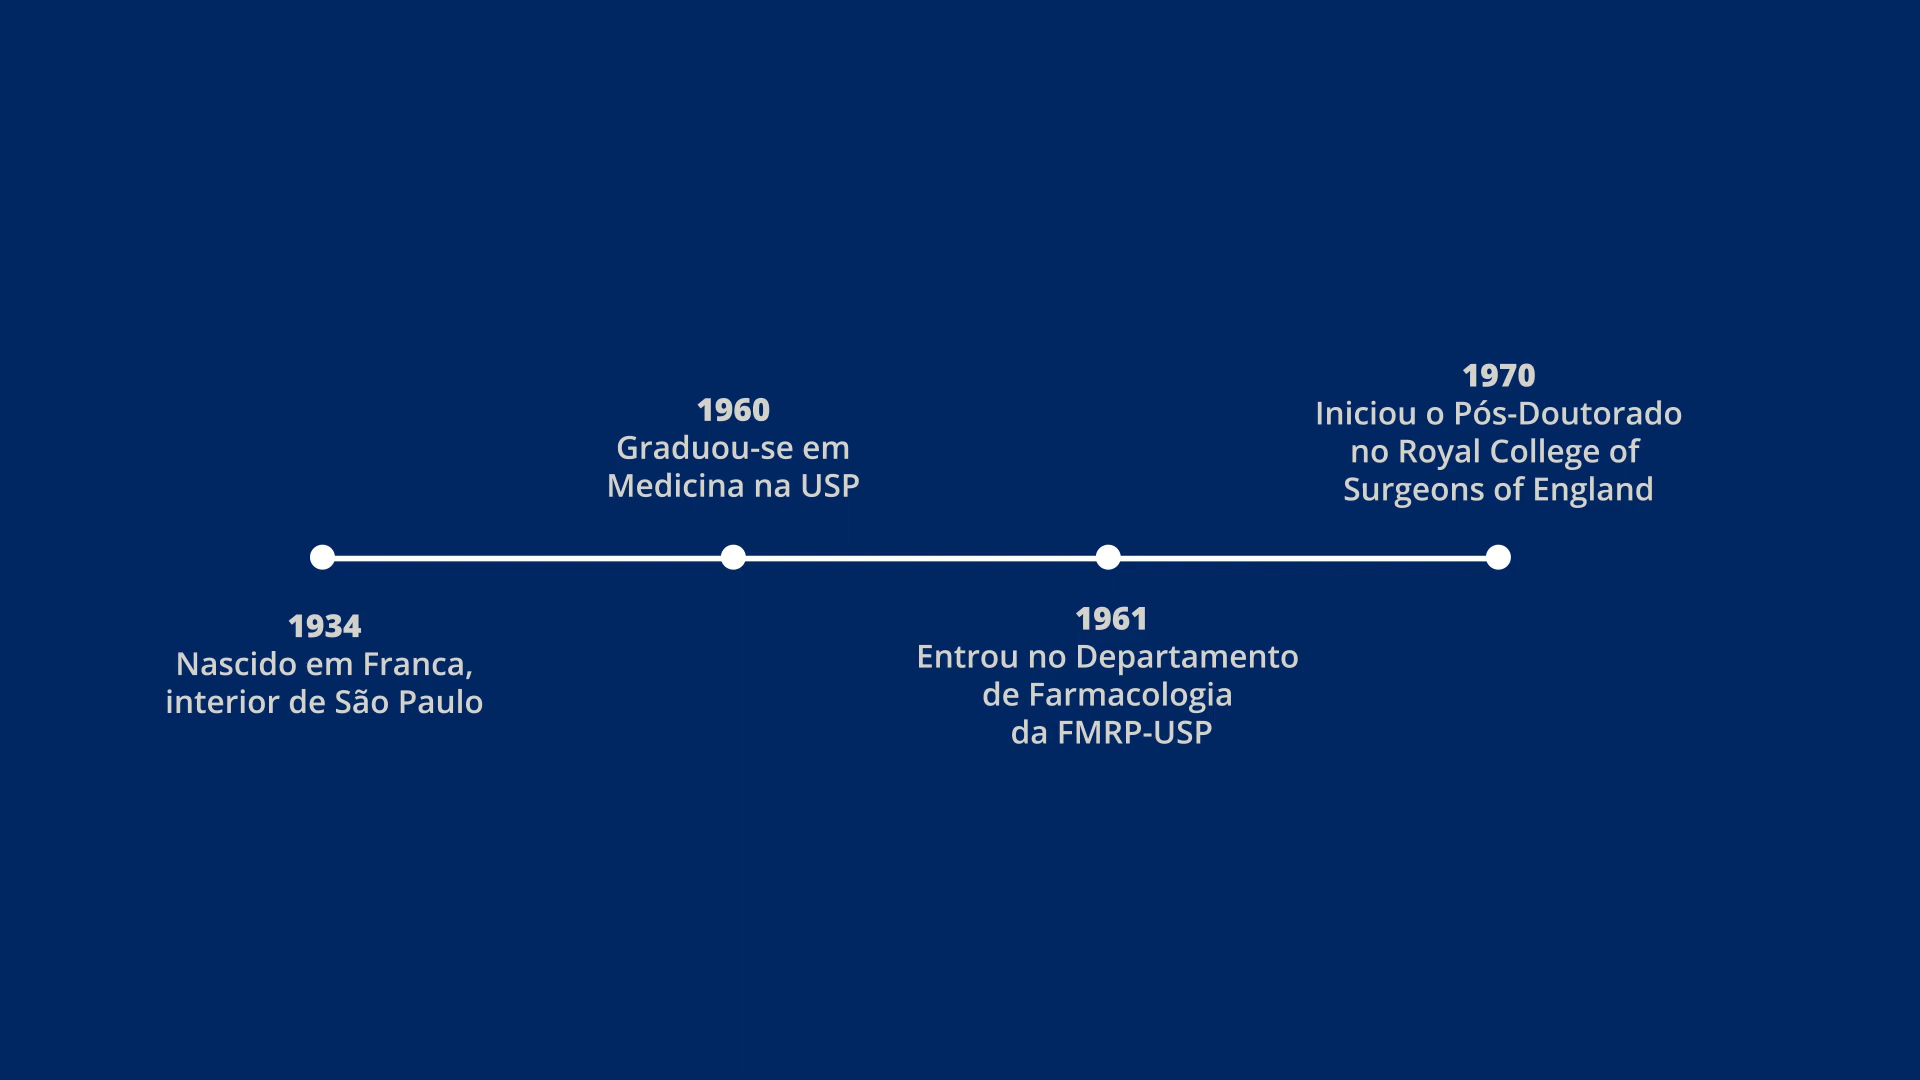 1934
Nascido em Franca,
interior de São Paulo
1960
Graduou-se em
Medicina na USP
1961
Entrou no Departamento
de Farmacologia
da FMRP-USP
1970
Iniciou o Pós-Doutorado
no Royal College of
Surgeons of England